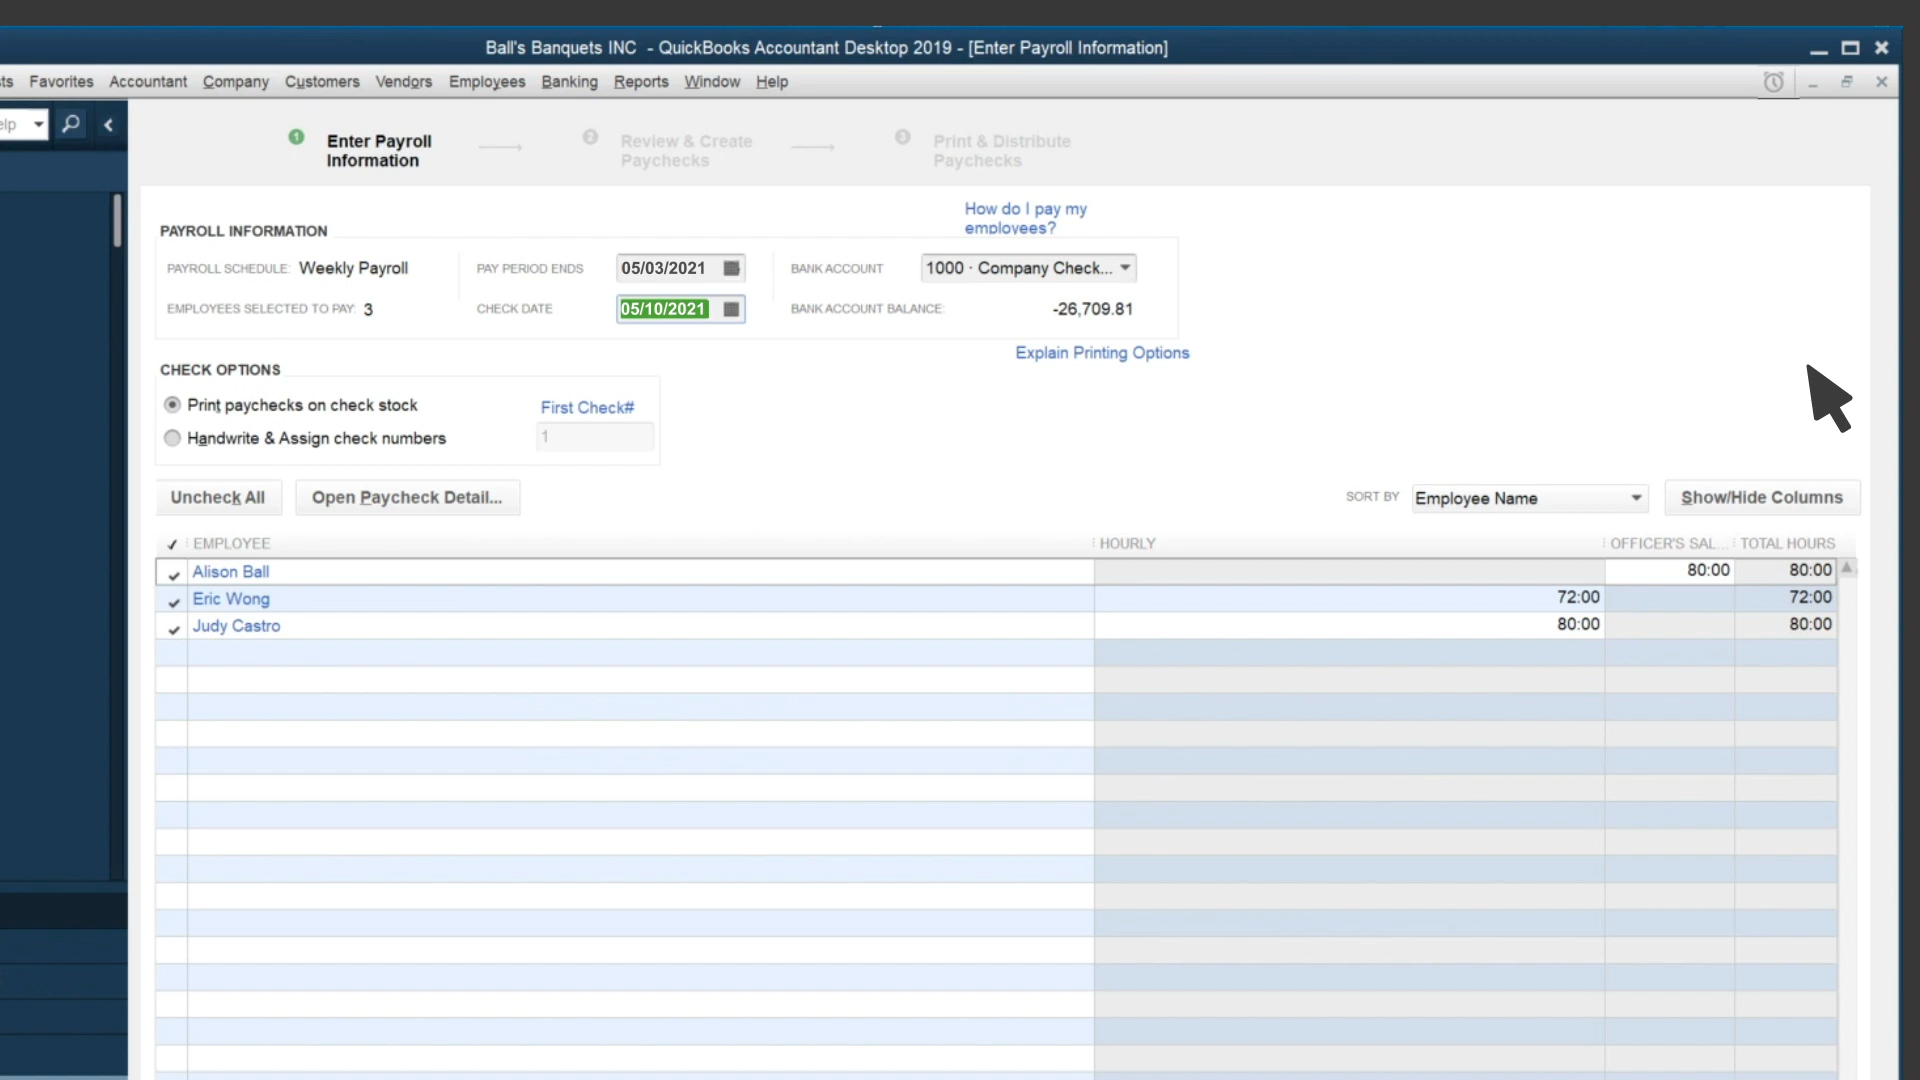 Ball's Banquets INC - QuickBooks Accountant Desktop 2019 - [Enter Payroll Information]
ts Favorites Accountant Company Customers Vendors Employees Banking Reports Window Help
elp
1 Enter Payroll Information
2 Review & Create Paychecks
3 Print & Distribute Paychecks
How do I pay my
employees?
PAYROLL INFORMATION
PAYROLL SCHEDULE: Weekly Payroll PAY PERIOD ENDS 05/03/2021 BANK ACCOUNT 1000 · Company Check...
EMPLOYEES SELECTED TO PAY: 3 CHECK DATE 05/10/2021 BANK ACCOUNT BALANCE: -26,709.81
Explain Printing Options
CHECK OPTIONS
Print paychecks on check stock First Check#
Handwrite & Assign check numbers 1
Uncheck All Open Paycheck Detail... SORT BY Employee Name Show/Hide Columns
EMPLOYEE HOURLY OFFICER'S SAL... TOTAL HOURS
Alison Ball 80:00 80:00
Eric Wong 72:00 72:00
Judy Castro 80:00 80:00